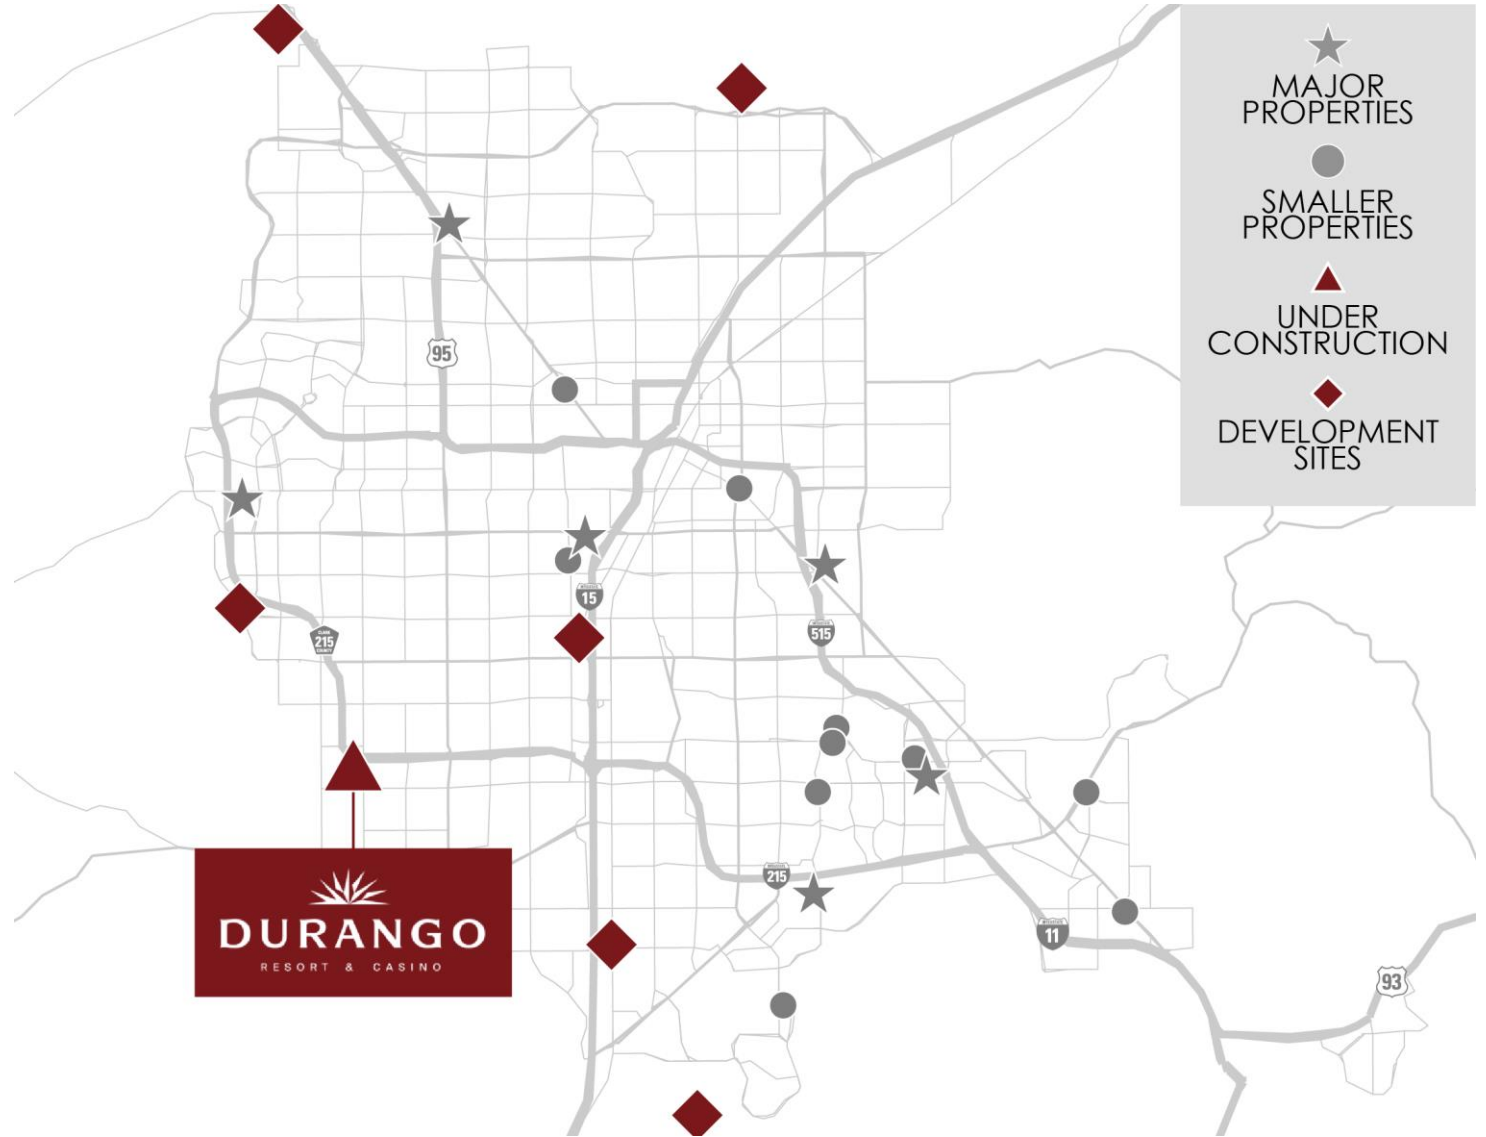 MAJOR
PROPERTIES
SMALLER
PROPERTIES
UNDER
CONSTRUCTION
DEVELOPMENT
SITES
95
15
515
215
215
11
93
DURANGO
RESORT & CASINO